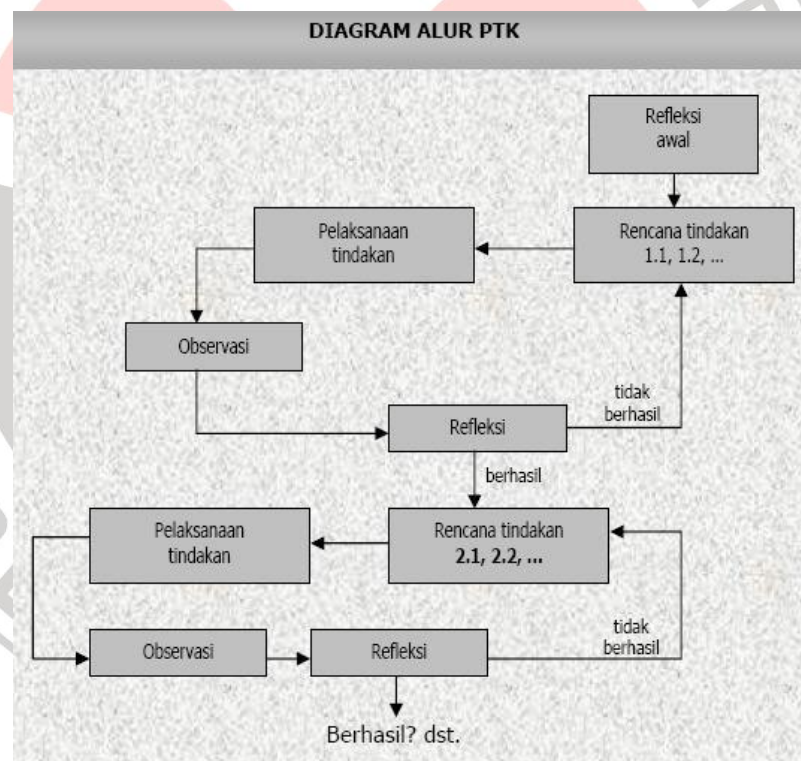 DIAGRAM ALUR PTK
Refleksi
awal
Rencana tindakan
1.1, 1.2, ...
Pelaksanaan
tindakan
Observasi
Refleksi
tidak
berhasil
berhasil
Rencana tindakan
2.1, 2.2, ...
Pelaksanaan
tindakan
Observasi
Refleksi
tidak
berhasil
Berhasil? dst.